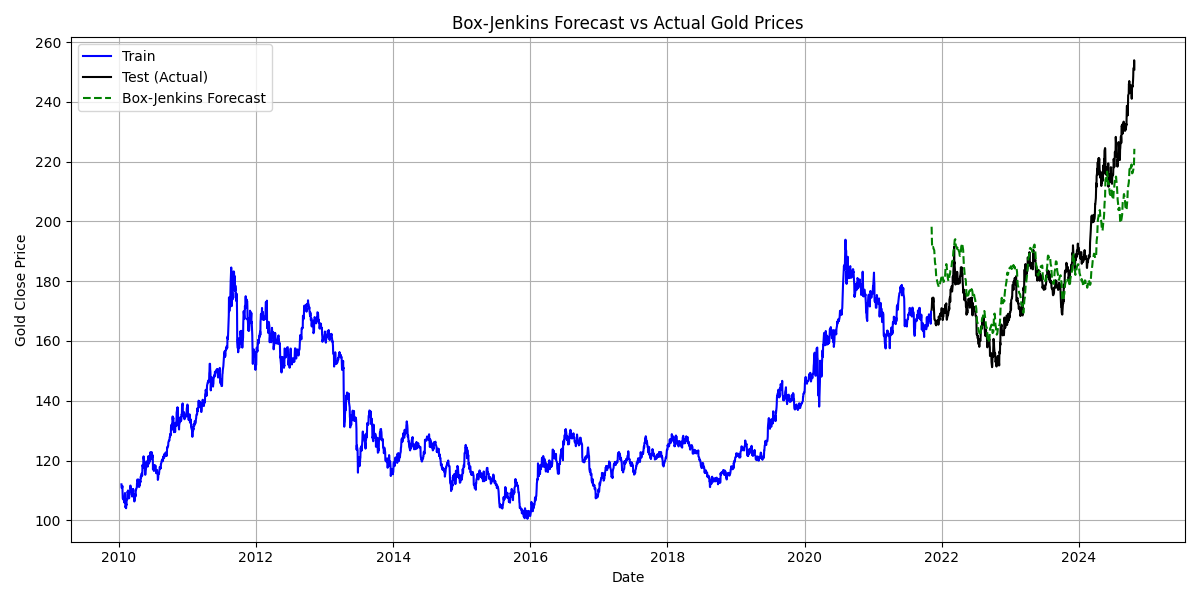 Box-Jenkins Forecast vs Actual Gold Prices
Train
Test (Actual)
Box-Jenkins Forecast
Gold Close Price
260
240
220
200
180
160
140
120
100
2010
2012
2014
2016
2018
2020
2022
2024
Date